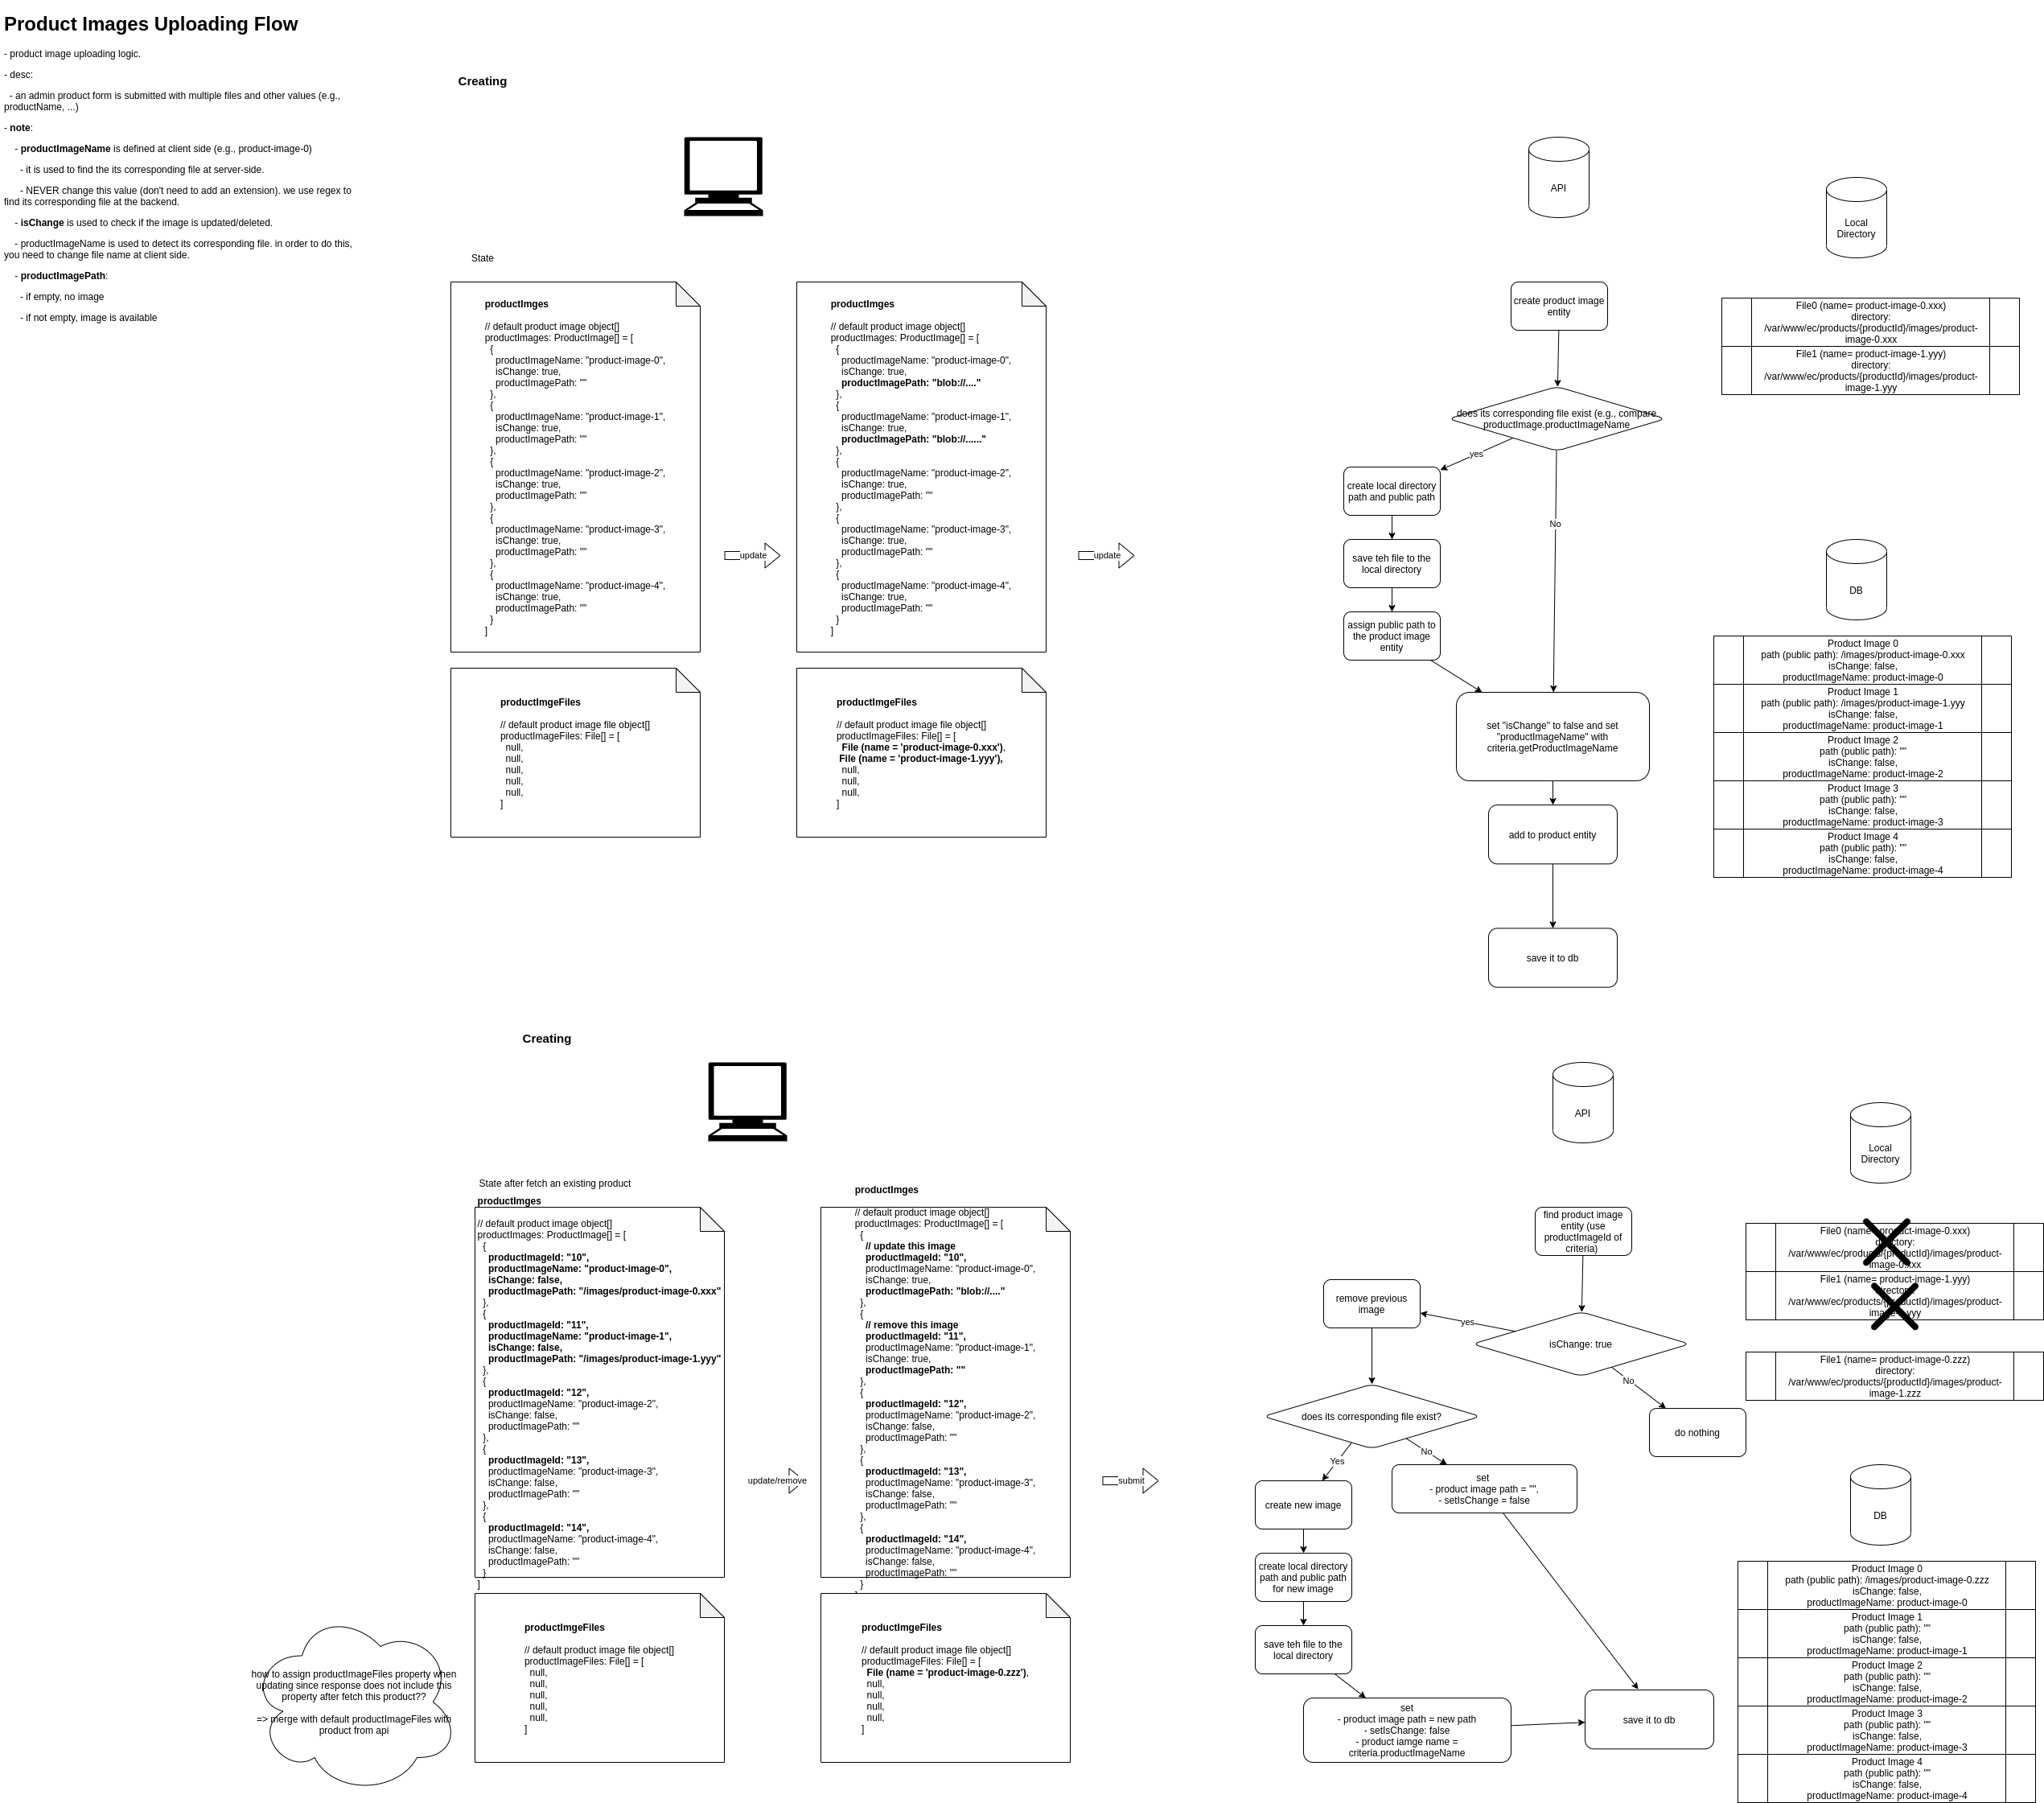 Product Images Uploading Flow
- product image uploading logic.
- desc:
- an admin product form is submitted with multiple files and other values (e.g.,
productName, ...)
- note:
- productImageName is defined at client side (e.g., product-image-0)
- it is used to find the its corresponding file at server-side.
- NEVER change this value (don't need to add an extension). we use regex to
find its corresponding file at the backend.
- isChange is used to check if the image is updated/deleted.
- productImageName is used to detect its corresponding file. in order to do this,
you need to change file name at client side.
- productImagePath:
- if empty, no image
- if not empty, image is available
Creating
State
productImges
// default product image object[]
productImages: ProductImage[] = [
{
productImageName: "product-image-0",
isChange: true,
productImagePath: ""
},
{
productImageName: "product-image-1",
isChange: true,
productImagePath: ""
},
{
productImageName: "product-image-2",
isChange: true,
productImagePath: ""
},
{
productImageName: "product-image-3",
isChange: true,
productImagePath: ""
},
{
productImageName: "product-image-4",
isChange: true,
productImagePath: ""
}
]
productImgeFiles
// default product image file object[]
productImageFiles: File[] = [
null,
null,
null,
null,
null,
]
update
productImges
// default product image object[]
productImages: ProductImage[] = [
{
productImageName: "product-image-0",
isChange: true,
productImagePath: "blob://...."
},
{
productImageName: "product-image-1",
isChange: true,
productImagePath: "blob://......"
},
{
productImageName: "product-image-2",
isChange: true,
productImagePath: ""
},
{
productImageName: "product-image-3",
isChange: true,
productImagePath: ""
},
{
productImageName: "product-image-4",
isChange: true,
productImagePath: ""
}
]
productImgeFiles
// default product image file object[]
productImageFiles: File[] = [
File (name = 'product-image-0.xxx'),
File (name = 'product-image-1.yyy'),
null,
null,
null,
]
update
API
create product image
entity
does its corresponding file exist (e.g., compare
productImage.productImageName
yes
No
create local directory
path and public path
save teh file to the
local directory
assign public path to
the product image
entity
set "isChange" to false and set
"productImageName" with
criteria.getProductImageName
add to product entity
save it to db
Local
Directory
File0 (name= product-image-0.xxx)
directory:
/var/www/ec/products/{productId}/images/product-
image-0.xxx
File1 (name= product-image-1.yyy)
directory:
/var/www/ec/products/{productId}/images/product-
image-1.yyy
DB
Product Image 0
path (public path): /images/product-image-0.xxx
isChange: false,
productImageName: product-image-0
Product Image 1
path (public path): /images/product-image-1.yyy
isChange: false,
productImageName: product-image-1
Product Image 2
path (public path): ""
isChange: false,
productImageName: product-image-2
Product Image 3
path (public path): ""
isChange: false,
productImageName: product-image-3
Product Image 4
path (public path): ""
isChange: false,
productImageName: product-image-4
Creating
State after fetch an existing product
productImges
// default product image object[]
productImages: ProductImage[] = [
{
productImageId: "10",
productImageName: "product-image-0",
isChange: false,
productImagePath: "/images/product-image-0.xxx"
},
{
productImageId: "11",
productImageName: "product-image-1",
isChange: false,
productImagePath: "/images/product-image-1.yyy"
},
{
productImageId: "12",
productImageName: "product-image-2",
isChange: false,
productImagePath: ""
},
{
productImageId: "13",
productImageName: "product-image-3",
isChange: false,
productImagePath: ""
},
{
productImageId: "14",
productImageName: "product-image-4",
isChange: false,
productImagePath: ""
}
]
productImgeFiles
// default product image file object[]
productImageFiles: File[] = [
null,
null,
null,
null,
null,
]
how to assign productImageFiles property when
updating since response does not include this
property after fetch this product??
=> merge with default productImageFiles with
product from api
update/remove
productImges
// default product image object[]
productImages: ProductImage[] = [
{
// update this image
productImageId: "10",
productImageName: "product-image-0",
isChange: true,
productImagePath: "blob://...."
},
{
// remove this image
productImageId: "11",
productImageName: "product-image-1",
isChange: true,
productImagePath: ""
},
{
productImageId: "12",
productImageName: "product-image-2",
isChange: false,
productImagePath: ""
},
{
productImageId: "13",
productImageName: "product-image-3",
isChange: false,
productImagePath: ""
},
{
productImageId: "14",
productImageName: "product-image-4",
isChange: false,
productImagePath: ""
}
productImgeFiles
// default product image file object[]
productImageFiles: File[] = [
File (name = 'product-image-0.zzz'),
null,
null,
null,
null,
]
submit
API
find product image
entity (use
productImageId of
criteria)
isChange: true
yes
No
do nothing
remove previous
image
does its corresponding file exist?
Yes
No
create new image
create local directory
path and public path
for new image
save teh file to the
local directory
set
- product image path = new path
- setIsChange: false
- product iamge name =
criteria.productImageName
set
- product image path = "",
- setIsChange = false
save it to db
Local
Directory
File0 (name= product-image-0.xxx)
directory:
/var/www/ec/products/{productId}/images/product-
image-0.xxx
File1 (name= product-image-1.yyy)
directory:
/var/www/ec/products/{productId}/images/product-
image-1.yyy
File1 (name= product-image-0.zzz)
directory:
/var/www/ec/products/{productId}/images/product-
image-1.zzz
DB
Product Image 0
path (public path): /images/product-image-0.zzz
isChange: false,
productImageName: product-image-0
Product Image 1
path (public path): ""
isChange: false,
productImageName: product-image-1
Product Image 2
path (public path): ""
isChange: false,
productImageName: product-image-2
Product Image 3
path (public path): ""
isChange: false,
productImageName: product-image-3
Product Image 4
path (public path): ""
isChange: false,
productImageName: product-image-4